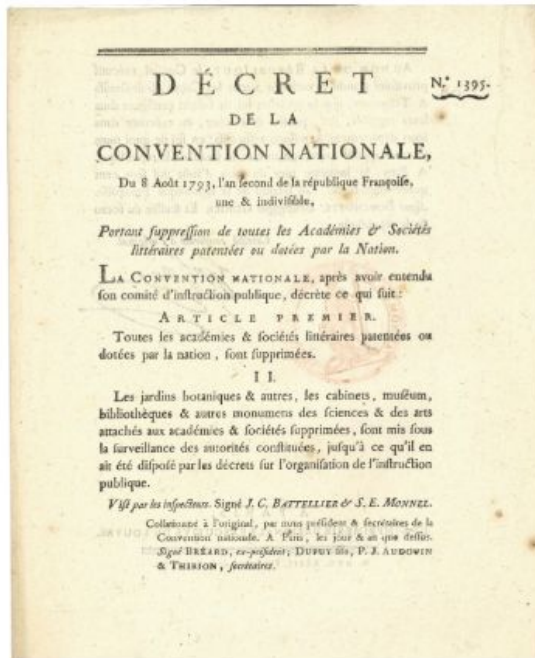 DÉCRET
N.° 1395.
DE LA
CONVENTION NATIONALE,
Du 8 Août 1793, l'an second de la république Françoise,
une & indivisible,
Portant suppression de toutes les Académies & Sociétés
littéraires patentées ou dotées par la Nation.
LA CONVENTION NATIONALE, après avoir entendu
son comité d'instruction publique, décrète ce qui suit :
ARTICLE PREMIER.
Toutes les académies & sociétés littéraires patentées ou
dotées par la nation, sont supprimées.
II.
Les jardins botaniques & autres, les cabinets, muséum,
bibliothèques & autres monumens des sciences & des arts
attachés aux académies & sociétés supprimées, sont mis sous
la surveillance des autorités constituées, jusqu'à ce qu'il en
ait été disposé par les décrets sur l'organisation de l'instruction
publique.
Visé par les inspecteurs. Signé J. C. BATTELLIER & S. E. MONNEL.
Collationné à l'original, par nous président & secrétaires de la
Convention nationale. A Paris, les jour & an que dessus.
Signé BRÉARD, ex-président; DUPUY fils, P. J. AUDOUIN
& THIRION, secrétaires.